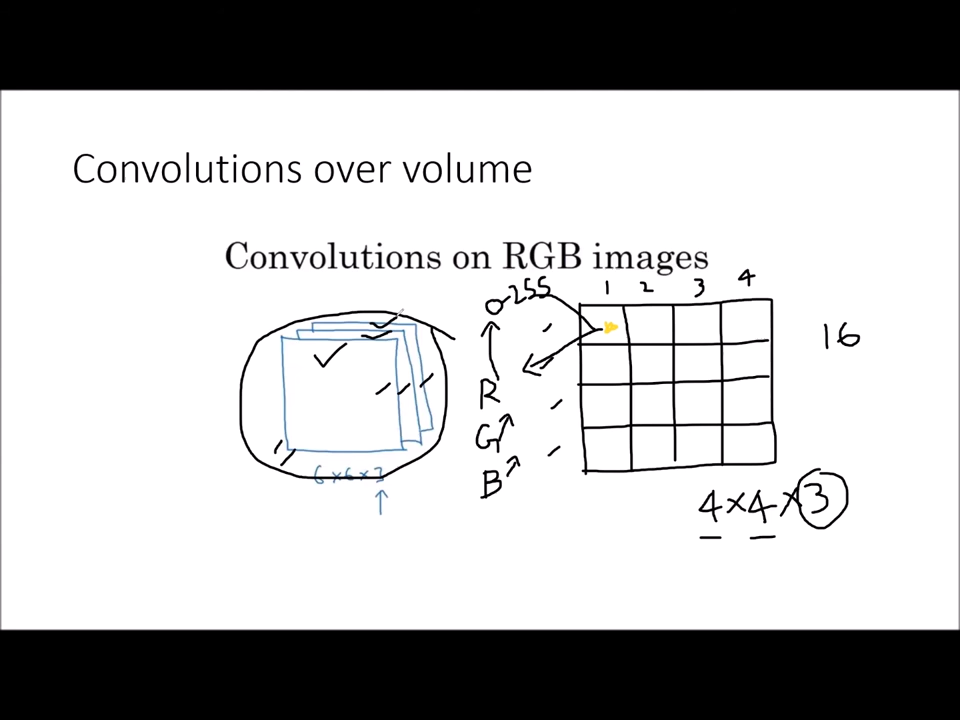 Convolutions over volume
Convolutions on RGB images
0-255
1 2 3 4
16
R
G
B
6×6×3
4×4×3